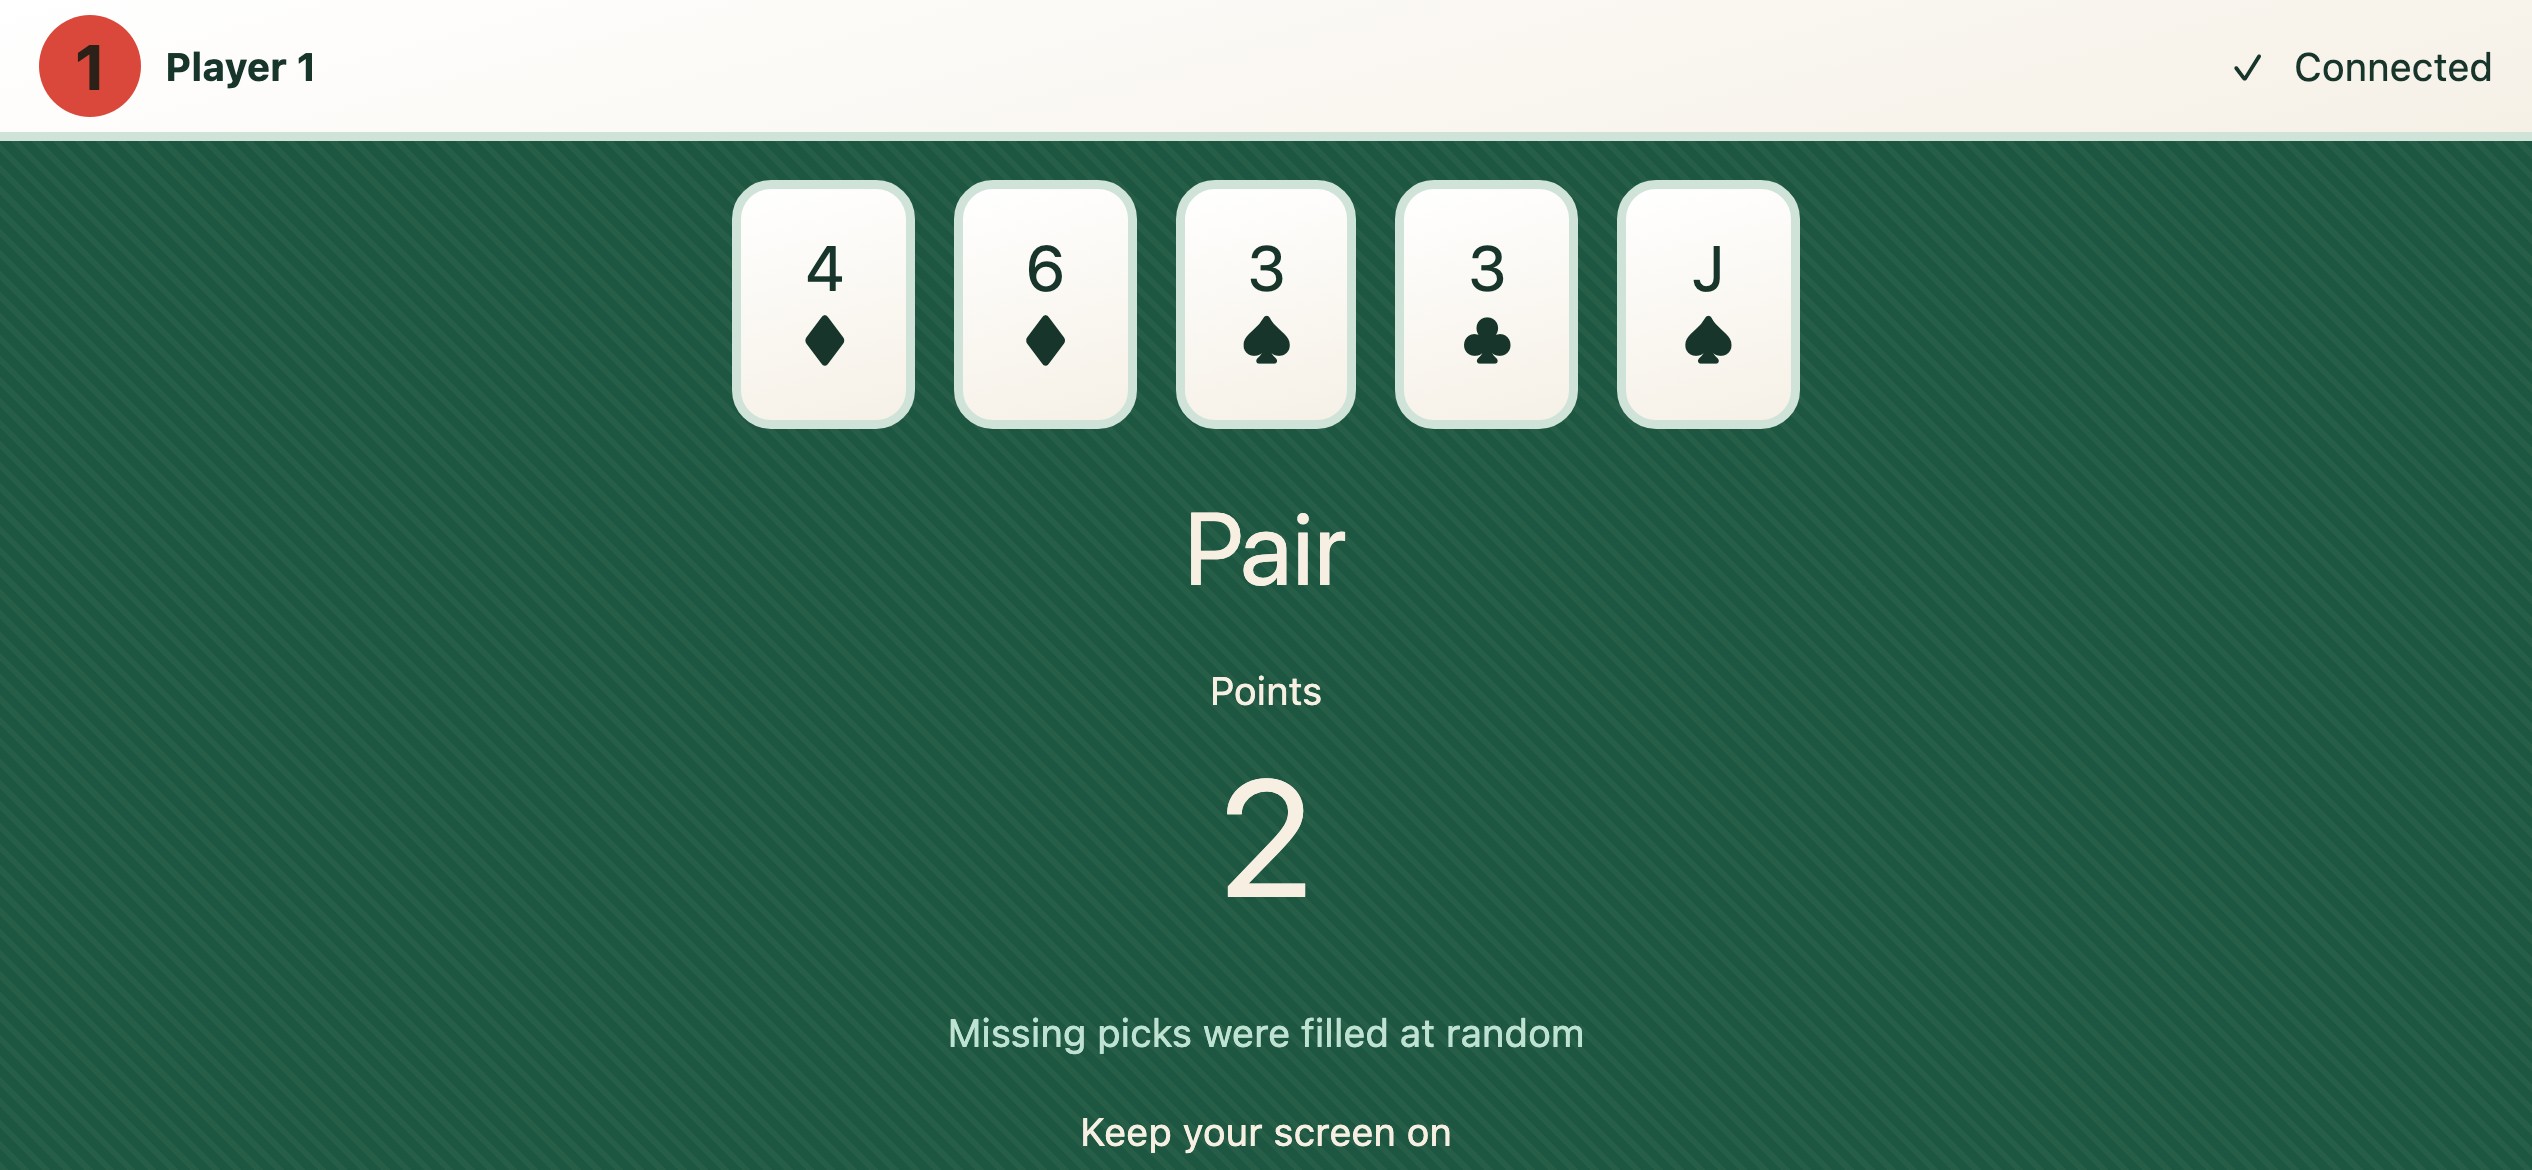 1 Player 1 ✓ Connected
4 6 3 3 J
♦ ♦ ♠ ♣ ♠
Pair
Points
2
Missing picks were filled at random
Keep your screen on